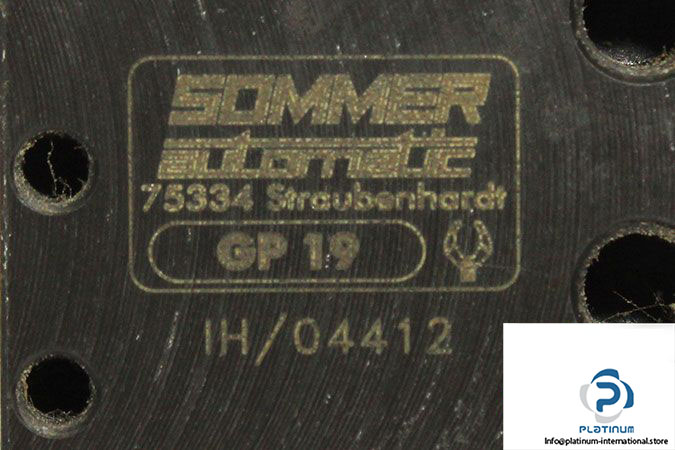 SOMMER
automatic
75334 Straubenhardt
GP 19
IH/04412
P
PLATINUM
Info@platinum-international.store